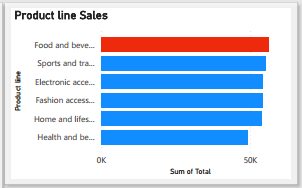 Product line Sales
Product line
Food and beve...
Sports and tra...
Electronic acce...
Fashion access...
Home and lifes...
Health and be...
0K 50K
Sum of Total